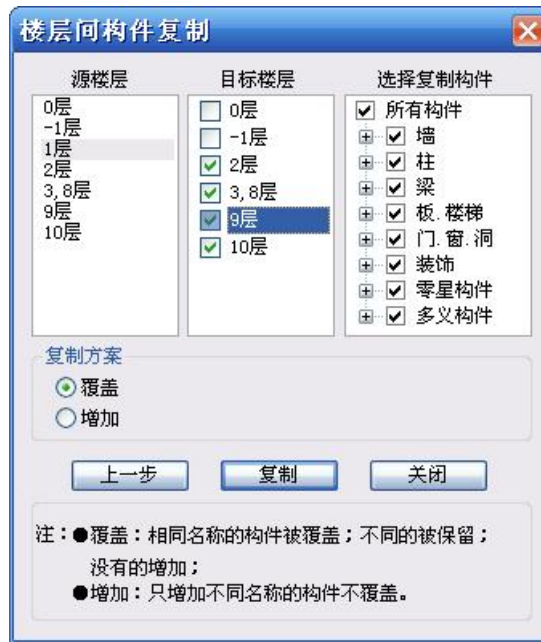 楼层间构件复制
源楼层
目标楼层
选择复制构件
0层
-1层
1层
2层
3,8层
9层
10层
0层
-1层
2层
3,8层
9层
10层
所有构件
墙
柱
梁
板.楼梯
门.窗.洞
装饰
零星构件
多义构件
复制方案
覆盖
增加
上一步
复制
关闭
注：●覆盖：相同名称的构件被覆盖；不同的被保留；
没有的增加；
●增加：只增加不同名称的构件不覆盖。